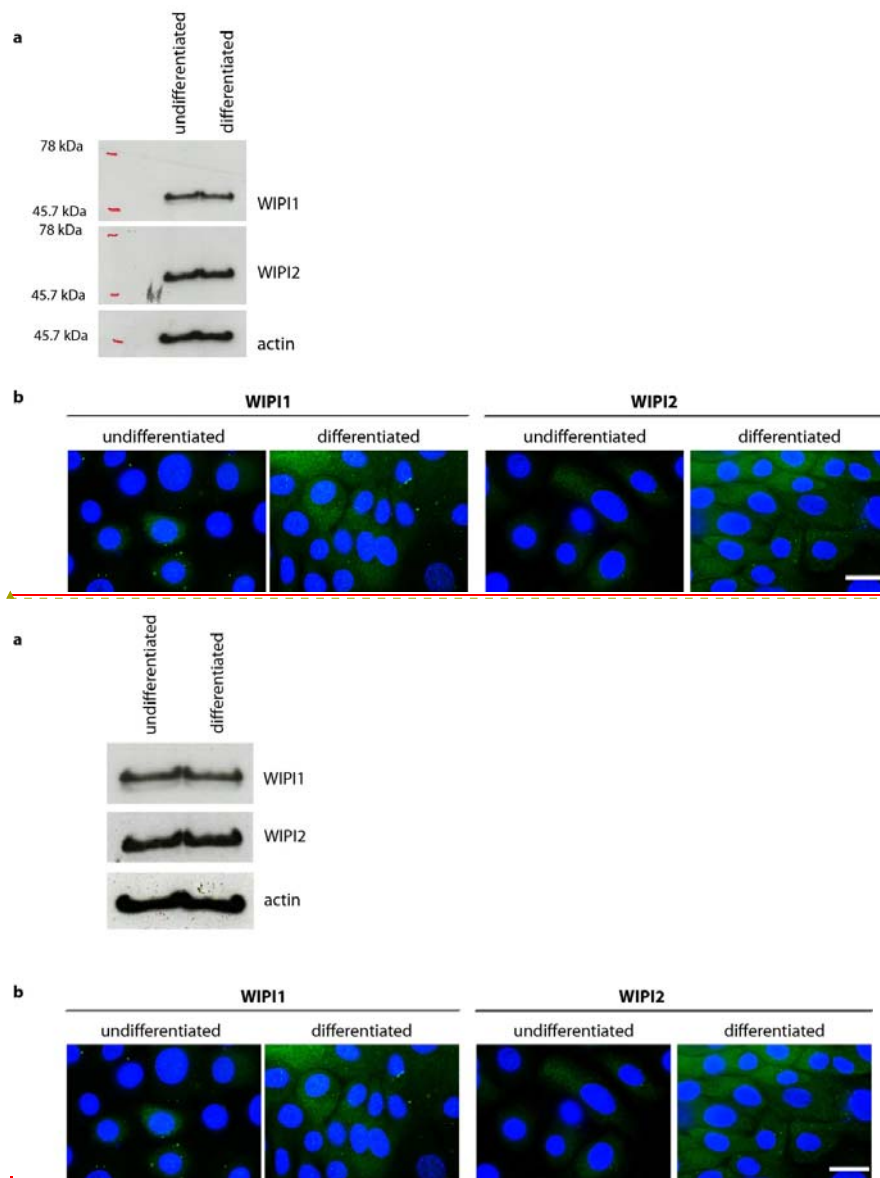 a
undifferentiated
differentiated
78 kDa
45.7 kDa
WIPI1
78 kDa
45.7 kDa
WIPI2
45.7 kDa
actin
b
WIPI1 WIPI2
undifferentiated differentiated undifferentiated differentiated
a
undifferentiated
differentiated
WIPI1
WIPI2
actin
b
WIPI1 WIPI2
undifferentiated differentiated undifferentiated differentiated